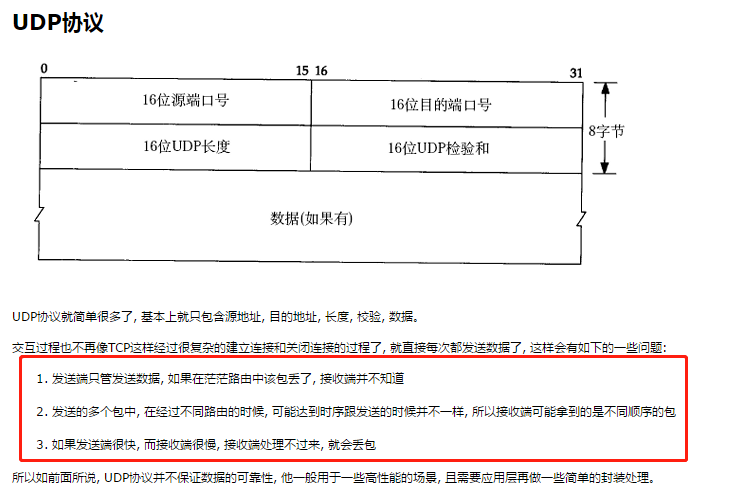 UDP协议
0 15 16 31
16位源端口号 16位目的端口号
8字节
16位UDP长度 16位UDP检验和
数据(如果有)
UDP协议就简单很多了, 基本上就只包含源地址, 目的地址, 长度, 校验, 数据。
交互过程也不再像TCP这样经过很复杂的建立连接和关闭连接的过程了, 就直接每次都发送数据了, 这样会有如下的一些问题:
1. 发送端只管发送数据, 如果在茫茫路由中该包丢了, 接收端并不知道
2. 发送的多个包中, 在经过不同路由的时候, 可能达到时序跟发送的时候并不一样, 所以接收端可能拿到的是不同顺序的包
3. 如果发送端很快, 而接收端很慢, 接收端处理不过来, 就会丢包
所以如前面所说, UDP协议并不保证数据的可靠性, 他一般用于一些高性能的场景, 且需要应用层再做一些简单的封装处理。